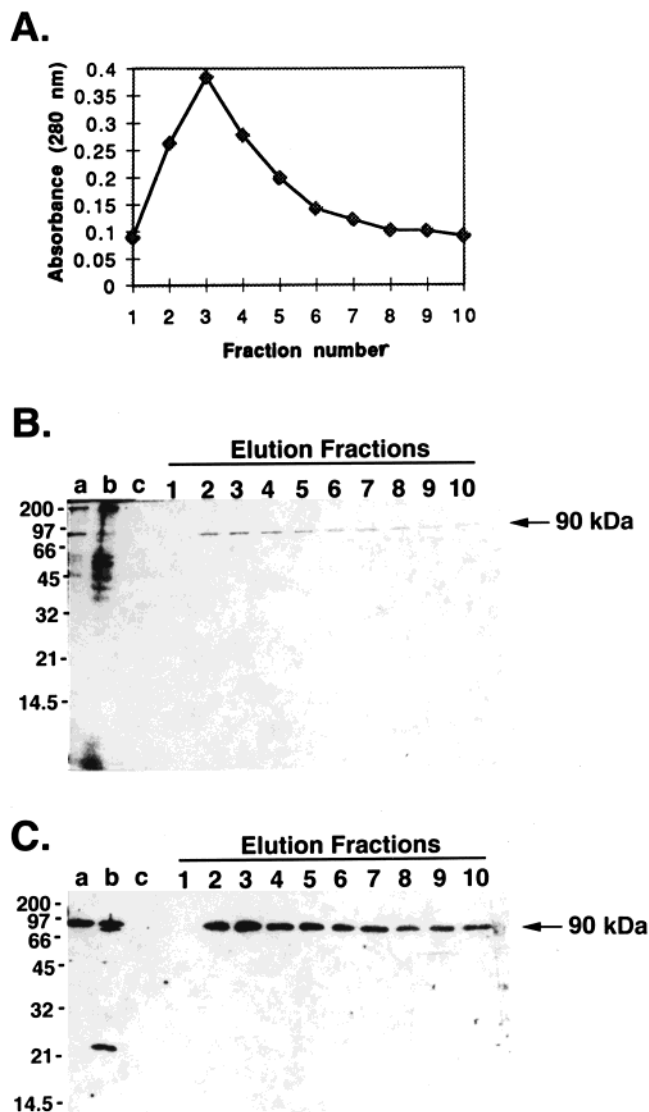 A.
Absorbance (280 nm)
0.4
0.35
0.3
0.25
0.2
0.15
0.1
0.05
0
1 2 3 4 5 6 7 8 9 10
Fraction number
B.
Elution Fractions
a b c 1 2 3 4 5 6 7 8 9 10
200-
97-
66-
45-
32-
21-
14.5-
90 kDa
C.
Elution Fractions
a b c 1 2 3 4 5 6 7 8 9 10
200-
97-
66-
45-
32-
21-
14.5-
90 kDa